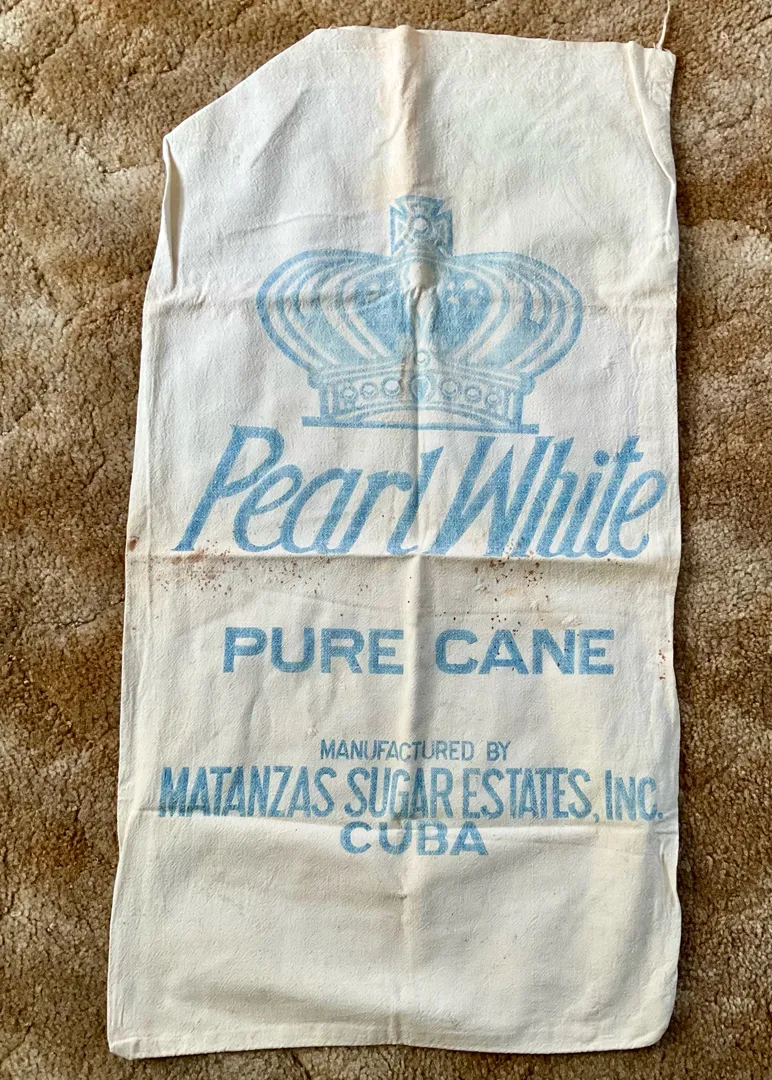 Pearl White
PURE CANE
MANUFACTURED BY
MATANZAS SUGAR ESTATES, INC.
CUBA